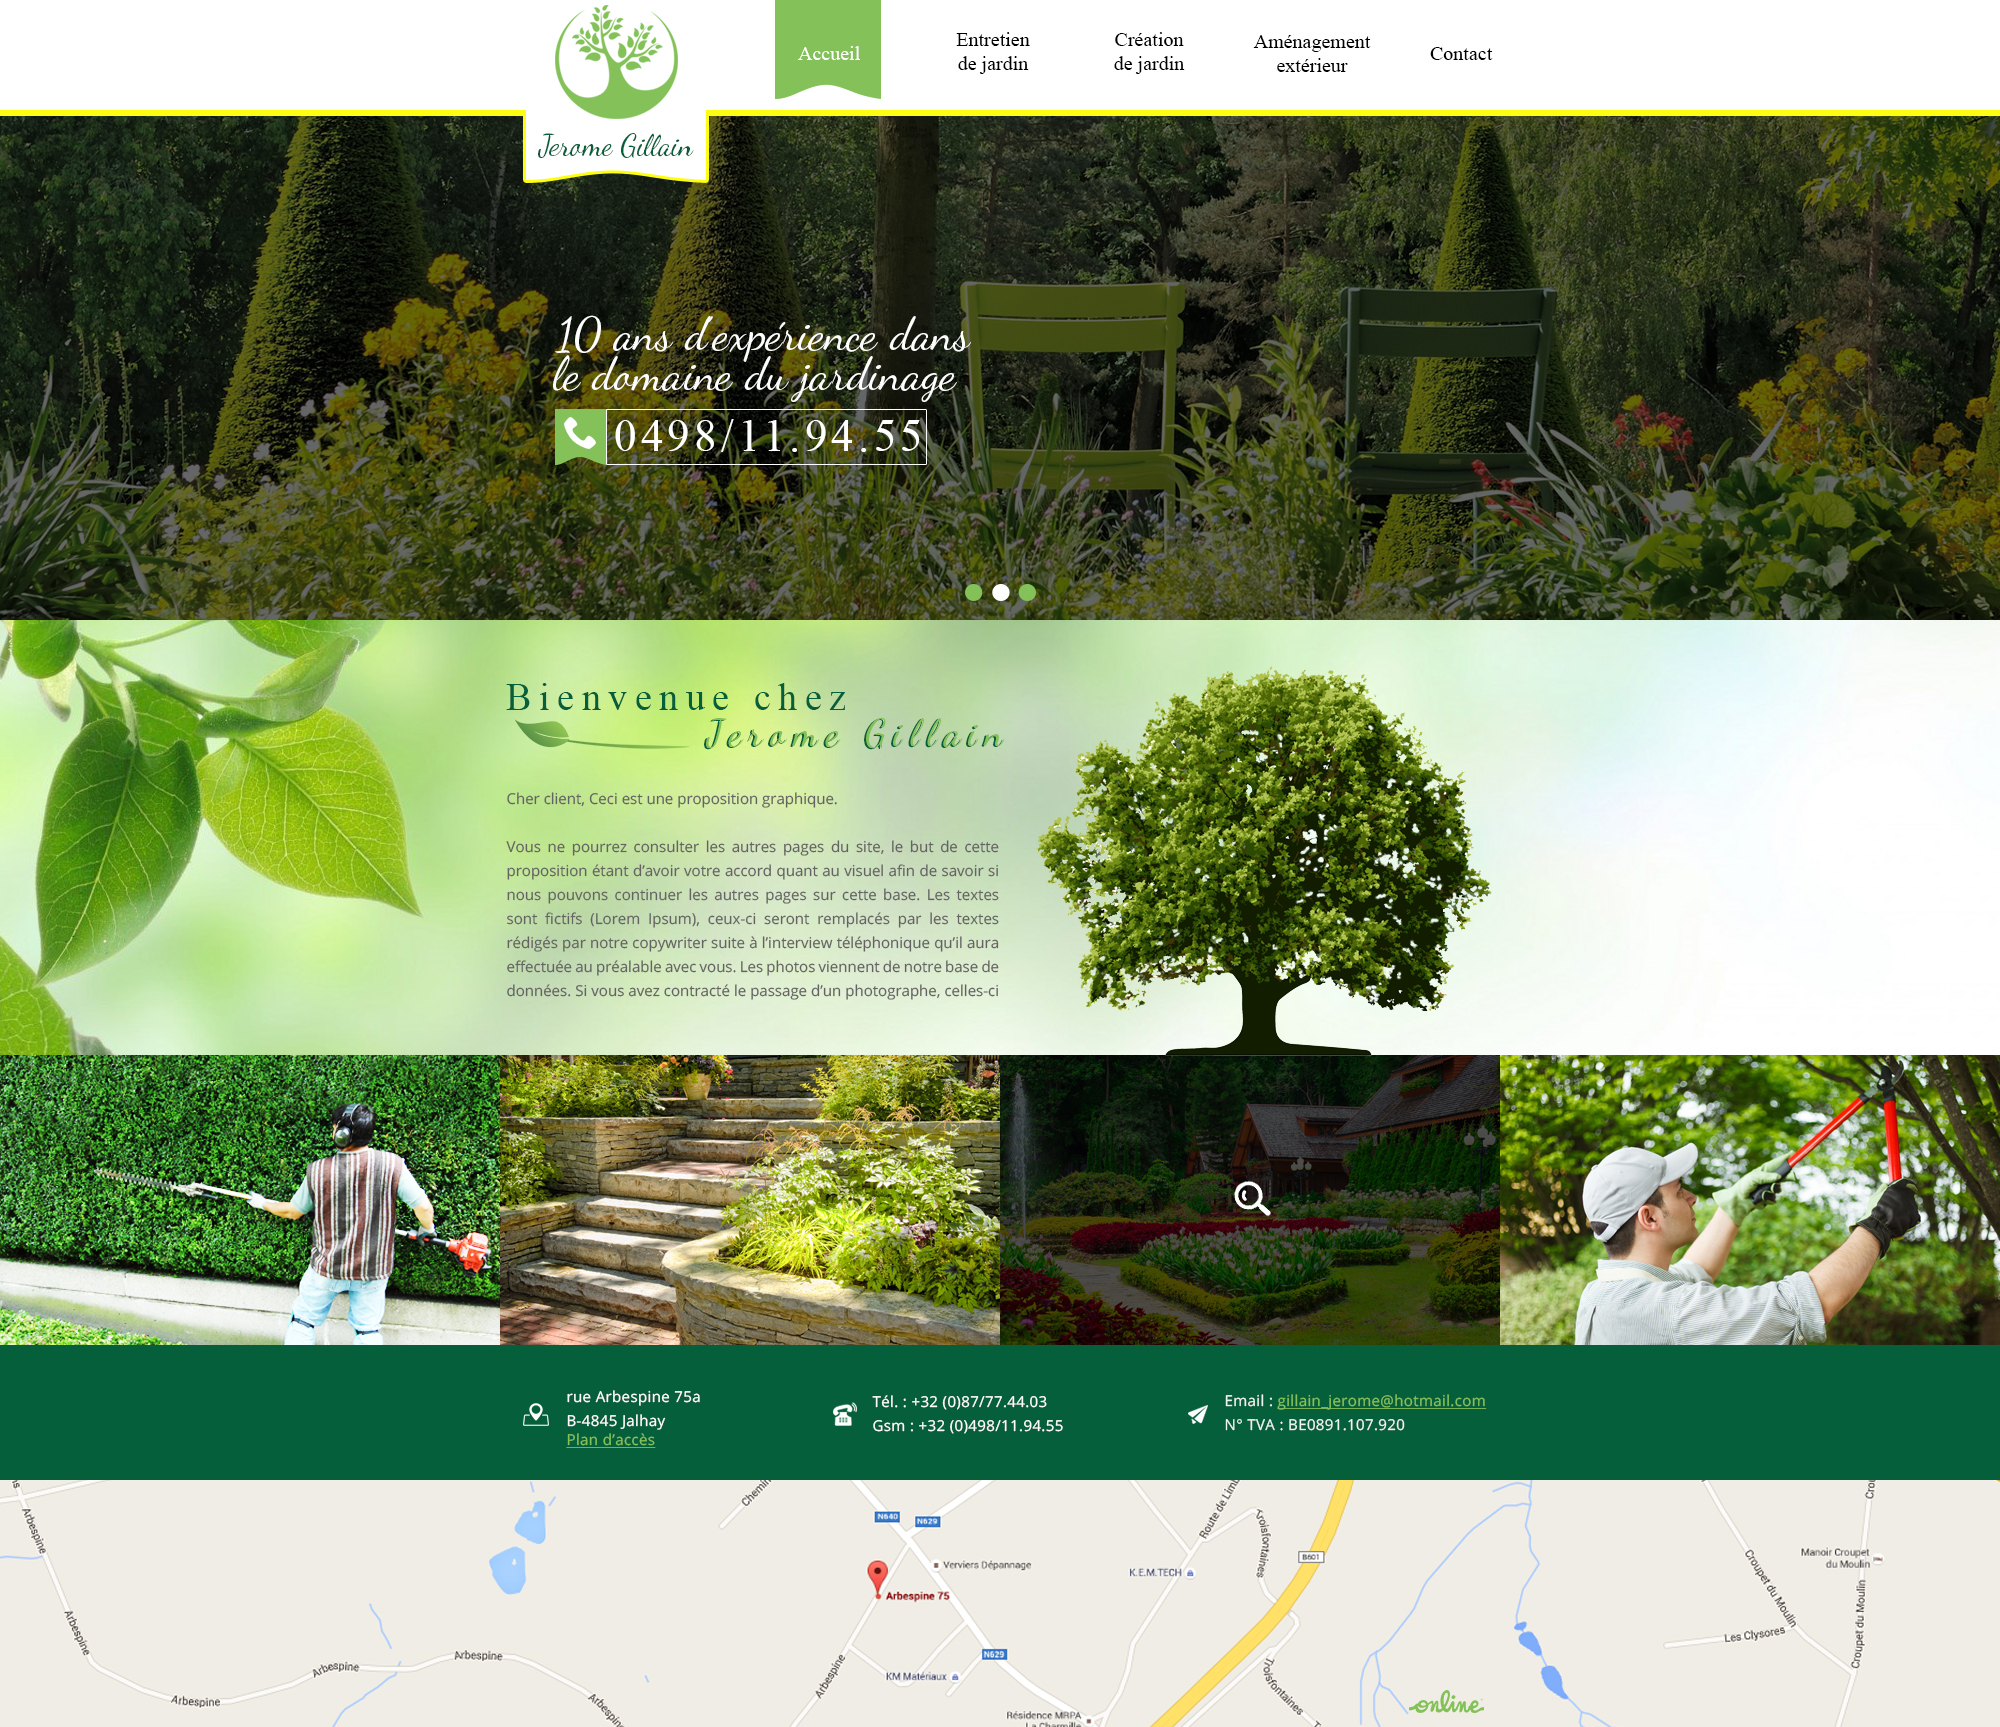 Accueil
Entretien
de jardin
Création
de jardin
Aménagement
extérieur
Contact
Jerome Gillain
10 ans d'expérience dans
le domaine du jardinage
0498/11.94.55
Bienvenue chez
Jerome Gillain
Cher client, Ceci est une proposition graphique.
Vous ne pourrez consulter les autres pages du site, le but de cette
proposition étant d’avoir votre accord quant au visuel afin de savoir si
nous pouvons continuer les autres pages sur cette base. Les textes
sont fictifs (Lorem Ipsum), ceux-ci seront remplacés par les textes
rédigés par notre copywriter suite à l’interview téléphonique qu’il aura
effectuée au préalable avec vous. Les photos viennent de notre base de
données. Si vous avez contracté le passage d’un photographe, celles-ci
rue Arbespine 75a
B-4845 Jalhay
Plan d’accès
Tél. : +32 (0)87/77.44.03
Gsm : +32 (0)498/11.94.55
Email : gillain_jerome@hotmail.com
N° TVA : BE0891.107.920
Arbespine
Chemin
N640
N629
Route de Limb
Kroisfontaines
B601
Verviers Dépannage
K.E.M.TECH
Manoir Croupet
du Moulin
Arbespine 75
Croupet du Moulin
Croupet du Moulin
Les Clysores
Arbespine
Arbespine
Arbespine
Arbespine
Arbespine
Arbespine
N629
KM Matériaux
Troisfontaines
Résidence MRPA
La Charmille
online